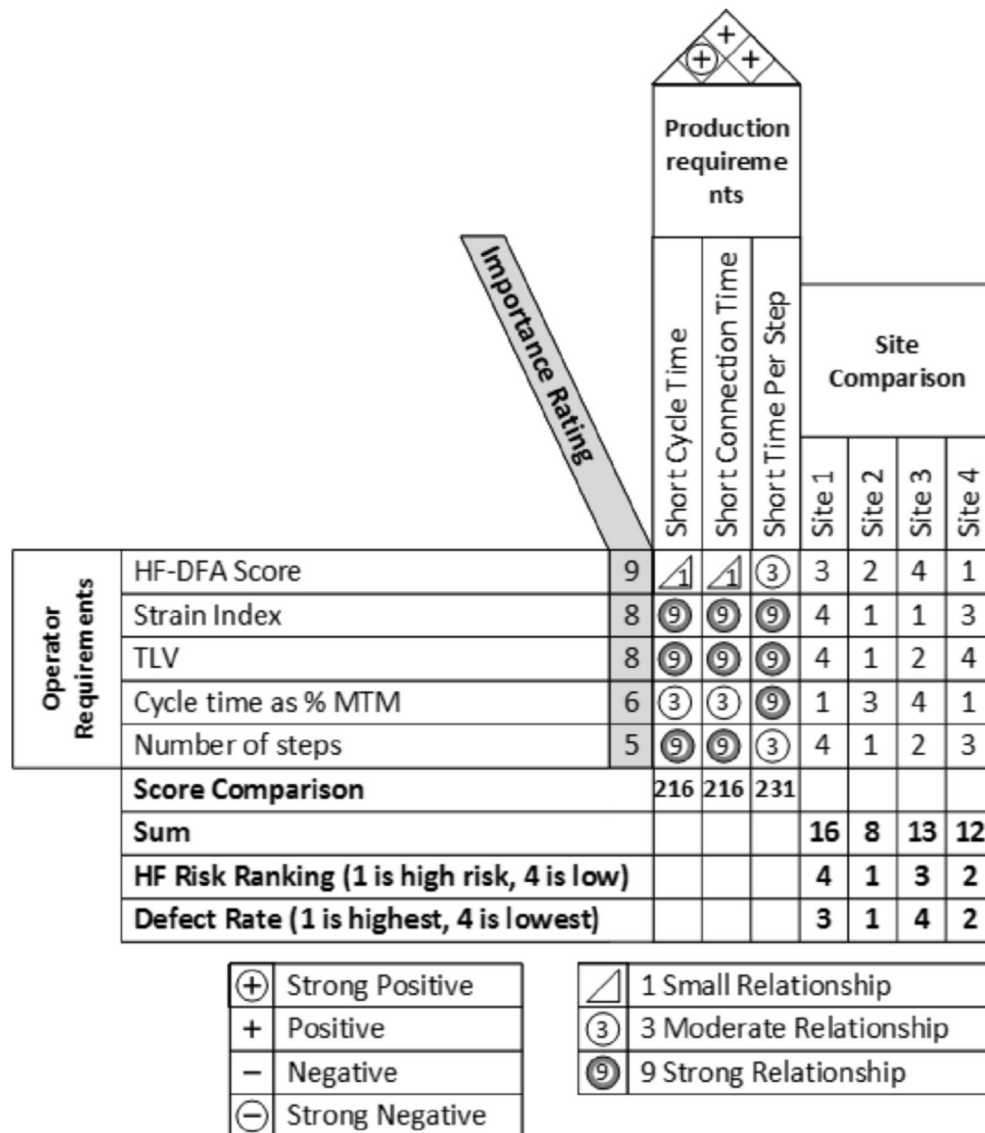 +
⊕ +
Production
requireme
nts
Importance Rating
Short Cycle Time
Short Connection Time
Short Time Per Step
Site
Comparison
Site 1
Site 2
Site 3
Site 4
Operator
Requirements
HF-DFA Score 9 1 1 3 3 2 4 1
Strain Index 8 9 9 9 4 1 1 3
TLV 8 9 9 9 4 1 2 4
Cycle time as % MTM 6 3 3 9 1 3 4 1
Number of steps 5 9 9 3 4 1 2 3
Score Comparison 216 216 231
Sum 16 8 13 12
HF Risk Ranking (1 is high risk, 4 is low) 4 1 3 2
Defect Rate (1 is highest, 4 is lowest) 3 1 4 2
⊕ Strong Positive
+ Positive
− Negative
⊖ Strong Negative
1 Small Relationship
3 3 Moderate Relationship
9 9 Strong Relationship